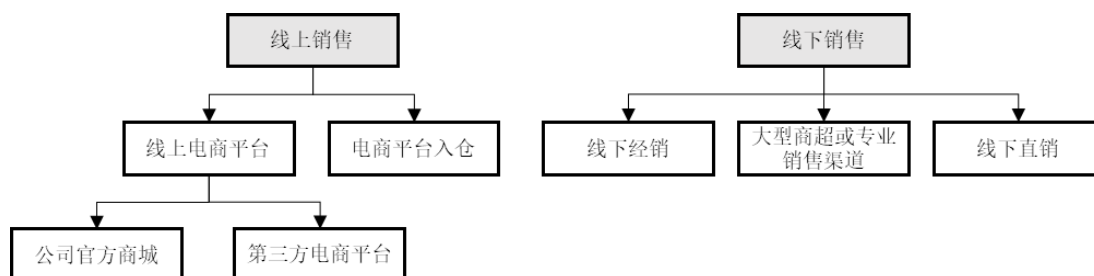 线上销售
线下销售
线上电商平台
电商平台入仓
线下经销
大型商超或专业
销售渠道
线下直销
公司官方商城
第三方电商平台